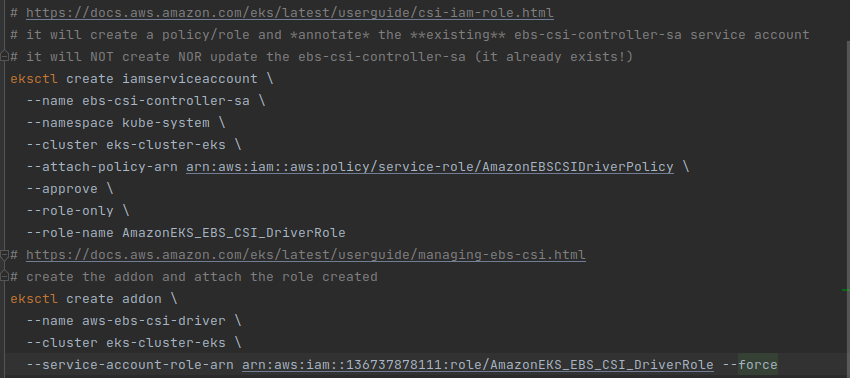 # https://docs.aws.amazon.com/eks/latest/userguide/csi-iam-role.html
# it will create a policy/role and *annotate* the **existing** ebs-csi-controller-sa service account
# it will NOT create NOR update the ebs-csi-controller-sa (it already exists!)
eksctl create iamserviceaccount \
  --name ebs-csi-controller-sa \
  --namespace kube-system \
  --cluster eks-cluster-eks \
  --attach-policy-arn arn:aws:iam::aws:policy/service-role/AmazonEBSCSIDriverPolicy \
  --approve \
  --role-only \
  --role-name AmazonEKS_EBS_CSI_DriverRole
# https://docs.aws.amazon.com/eks/latest/userguide/managing-ebs-csi.html
# create the addon and attach the role created
eksctl create addon \
  --name aws-ebs-csi-driver \
  --cluster eks-cluster-eks \
  --service-account-role-arn arn:aws:iam::136737878111:role/AmazonEKS_EBS_CSI_DriverRole --force